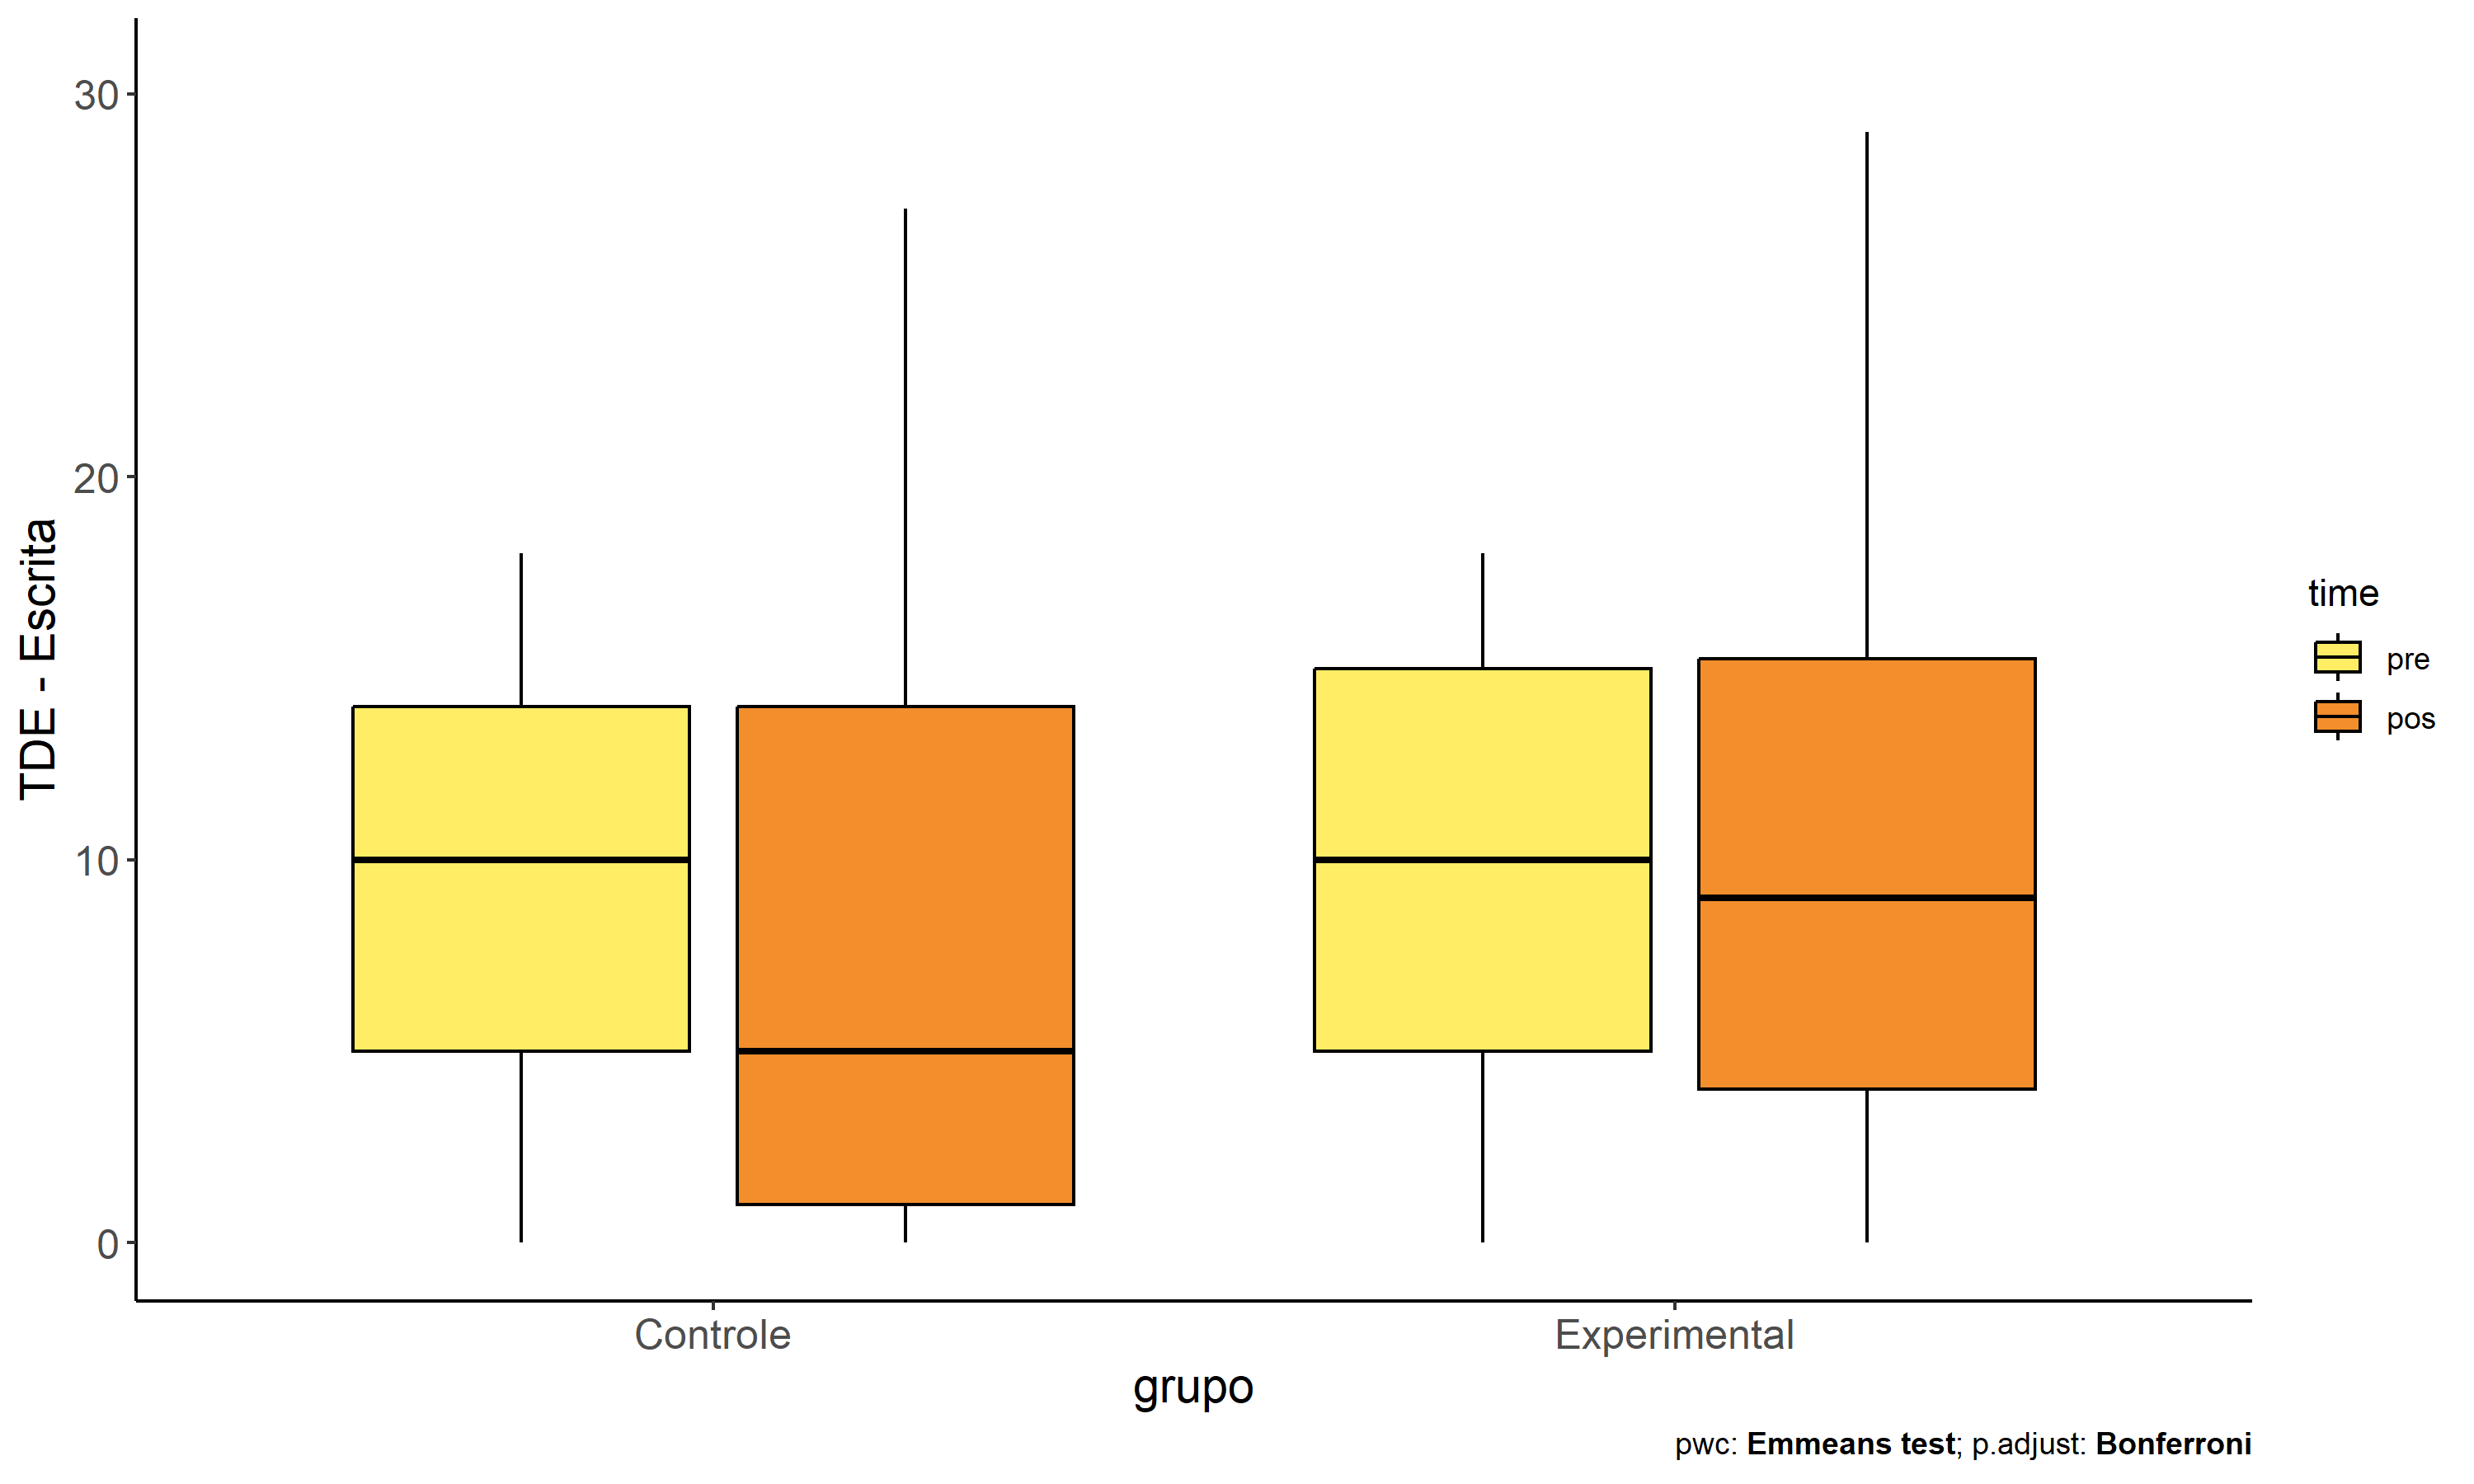 TDE - Escrita
30
20
10
0
Controle
Experimental
grupo
time
pre
pos
pwc: Emmeans test; p.adjust: Bonferroni